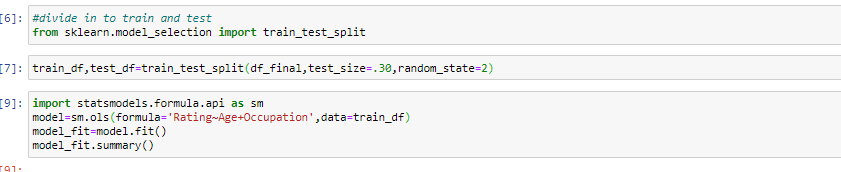 [6]: #divide in to train and test
from sklearn.model_selection import train_test_split
[7]: train_df,test_df=train_test_split(df_final,test_size=.30,random_state=2)
[9]: import statsmodels.formula.api as sm
model=sm.ols(formula='Rating~Age+Occupation',data=train_df)
model_fit=model.fit()
model_fit.summary()
[9]: